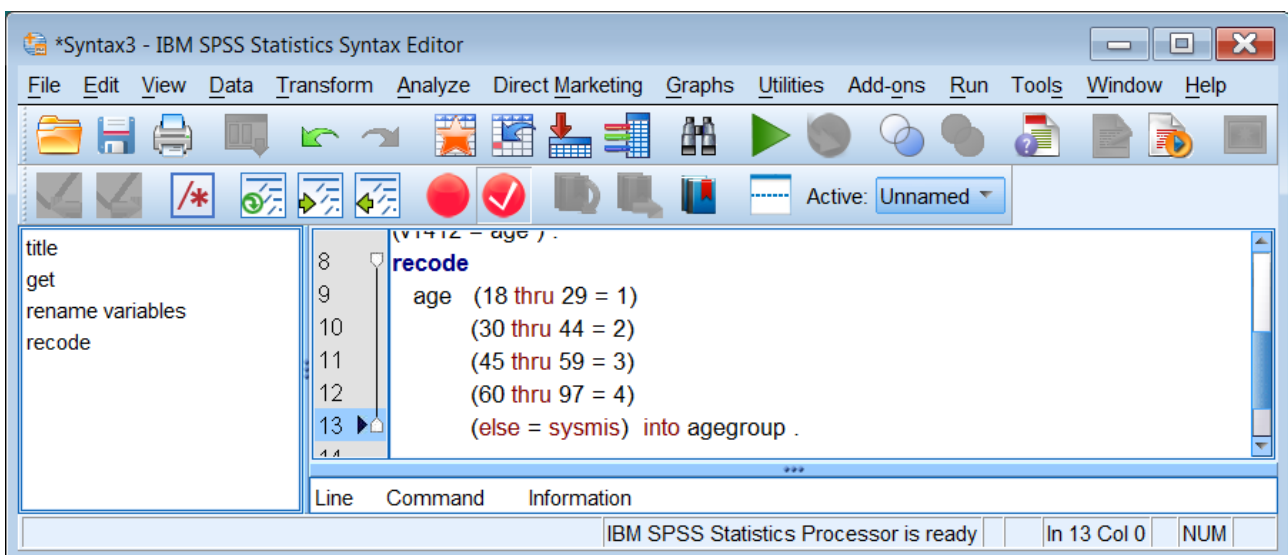 *Syntax3 - IBM SPSS Statistics Syntax Editor
File Edit View Data Transform Analyze Direct Marketing Graphs Utilities Add-ons Run Tools Window Help
Active: Unnamed
title
get
rename variables
recode
(v1412 = age ) .
8 recode
9 age (18 thru 29 = 1)
10 (30 thru 44 = 2)
11 (45 thru 59 = 3)
12 (60 thru 97 = 4)
13 (else = sysmis) into agegroup .
14
Line Command Information
IBM SPSS Statistics Processor is ready In 13 Col 0 NUM